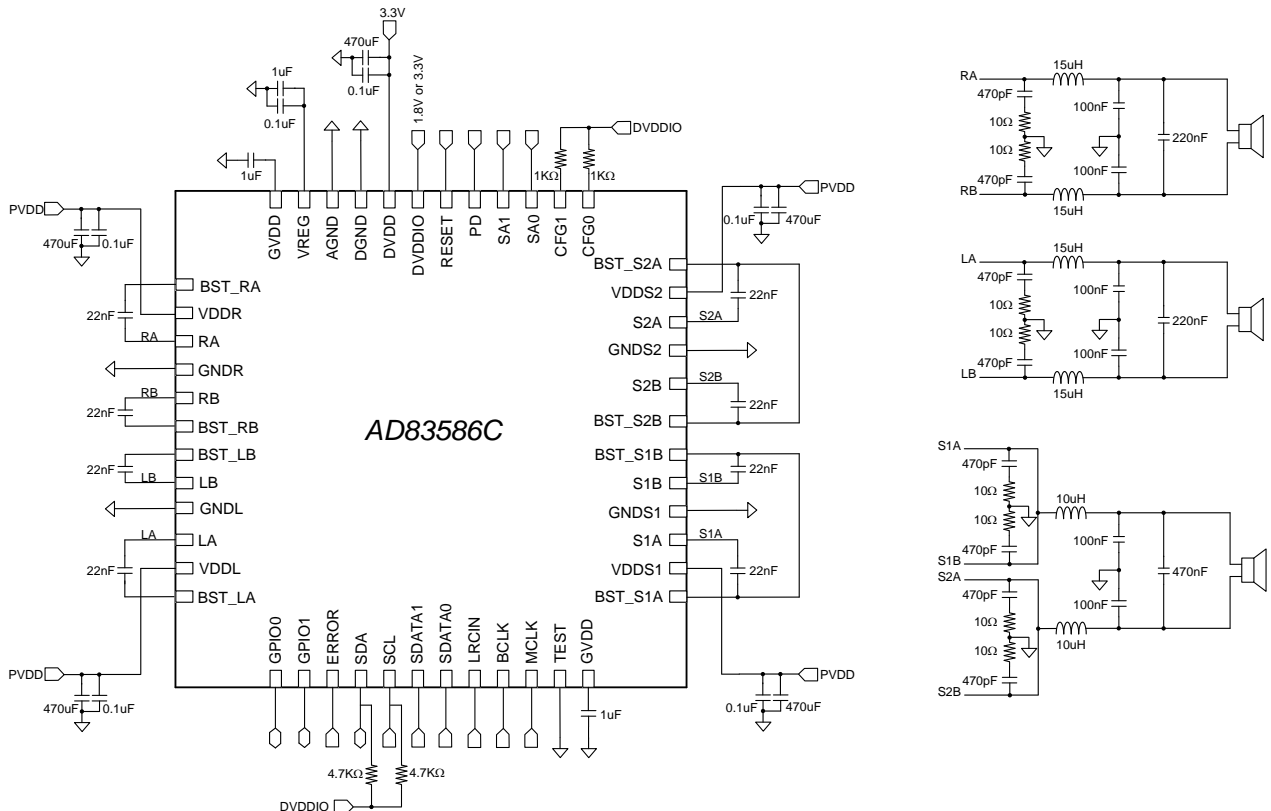 3.3V
470uF
0.1uF
1uF
0.1uF
1.8V or 3.3V
DVDDIO
1uF
1KΩ
1KΩ
PVDD
470uF
0.1uF
PVDD
0.1uF
470uF
GVDD
VREG
AGND
DGND
DVDD
DVDDIO
RESET
PD
SA1
SA0
CFG1
CFG0
BST_RA
VDDR
RA
GNDR
RB
BST_RB
BST_LB
LB
GNDL
LA
VDDL
BST_LA
22nF
RA
RB
22nF
22nF
LB
LA
22nF
AD83586C
BST_S2A
VDDS2
S2A
GNDS2
S2B
BST_S2B
BST_S1B
S1B
GNDS1
S1A
VDDS1
BST_S1A
22nF
S2A
S2B
22nF
22nF
S1B
S1A
22nF
GPIO0
GPIO1
ERROR
SDA
SCL
SDATA1
SDATA0
LRCIN
BCLK
MCLK
TEST
GVDD
PVDD
470uF
0.1uF
PVDD
0.1uF
470uF
1uF
4.7KΩ
4.7KΩ
DVDDIO
RA
15uH
470pF
10Ω
10Ω
470pF
100nF
100nF
220nF
RB
15uH
LA
15uH
470pF
10Ω
10Ω
470pF
100nF
100nF
220nF
LB
15uH
S1A
470pF
10Ω
10Ω
470pF
S1B
10uH
100nF
100nF
470nF
S2A
470pF
10Ω
10Ω
470pF
S2B
10uH